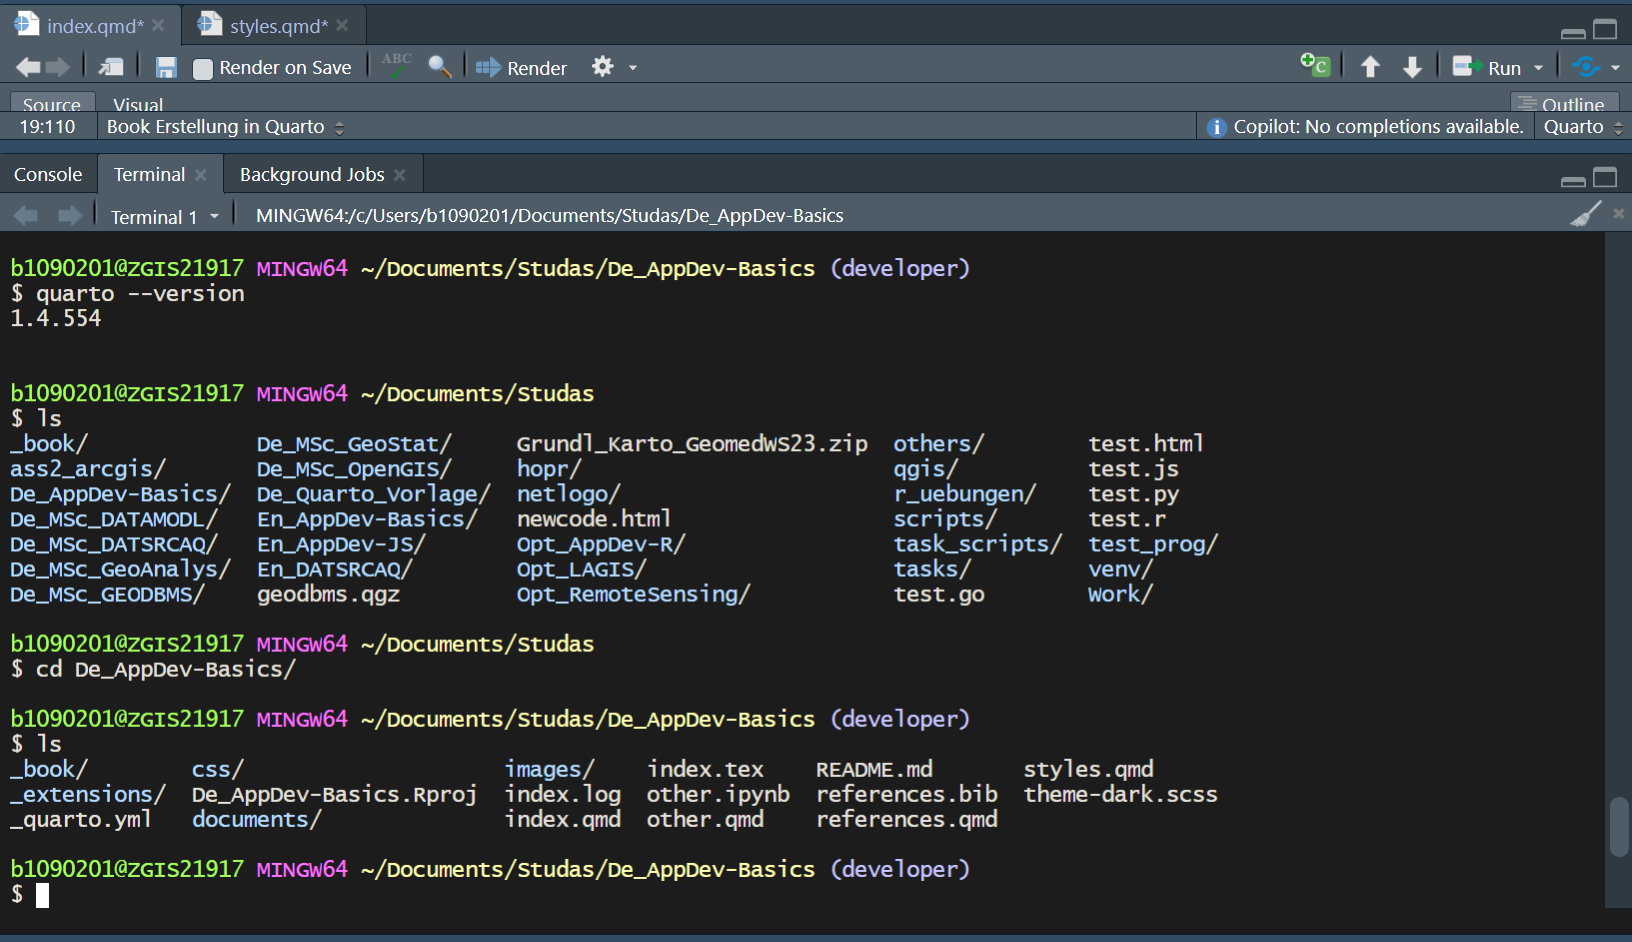 index.qmd* × styles.qmd* ×
Render on Save ABC Render Run
Source Visual Outline
19:110 Book Erstellung in Quarto Copilot: No completions available. Quarto
Console Terminal × Background Jobs ×
Terminal 1 MINGW64:/c/Users/b1090201/Documents/Studas/De_AppDev-Basics
b1090201@ZGIS21917 MINGW64 ~/Documents/Studas/De_AppDev-Basics (developer)
$ quarto --version
1.4.554
b1090201@ZGIS21917 MINGW64 ~/Documents/Studas
$ ls
_book/ De_MSc_GeoStat/ Grundl_Karto_GeomedWS23.zip others/ test.html
ass2_arcgis/ De_MSc_OpenGIS/ hopr/ qgis/ test.js
De_AppDev-Basics/ De_Quarto_Vorlage/ netlogo/ r_uebungen/ test.py
De_MSc_DATAMODL/ En_AppDev-Basics/ newcode.html scripts/ test.r
De_MSc_DATSRCAQ/ En_AppDev-JS/ Opt_AppDev-R/ task_scripts/ test_prog/
De_MSc_GeoAnalys/ En_DATSRCAQ/ Opt_LAGIS/ tasks/ venv/
De_MSc_GEODBMS/ geodbms.qgz Opt_RemoteSensing/ test.go Work/
b1090201@ZGIS21917 MINGW64 ~/Documents/Studas
$ cd De_AppDev-Basics/
b1090201@ZGIS21917 MINGW64 ~/Documents/Studas/De_AppDev-Basics (developer)
$ ls
_book/ css/ images/ index.tex README.md styles.qmd
_extensions/ De_AppDev-Basics.Rproj index.log other.ipynb references.bib theme-dark.scss
_quarto.yml documents/ index.qmd other.qmd references.qmd
b1090201@ZGIS21917 MINGW64 ~/Documents/Studas/De_AppDev-Basics (developer)
$